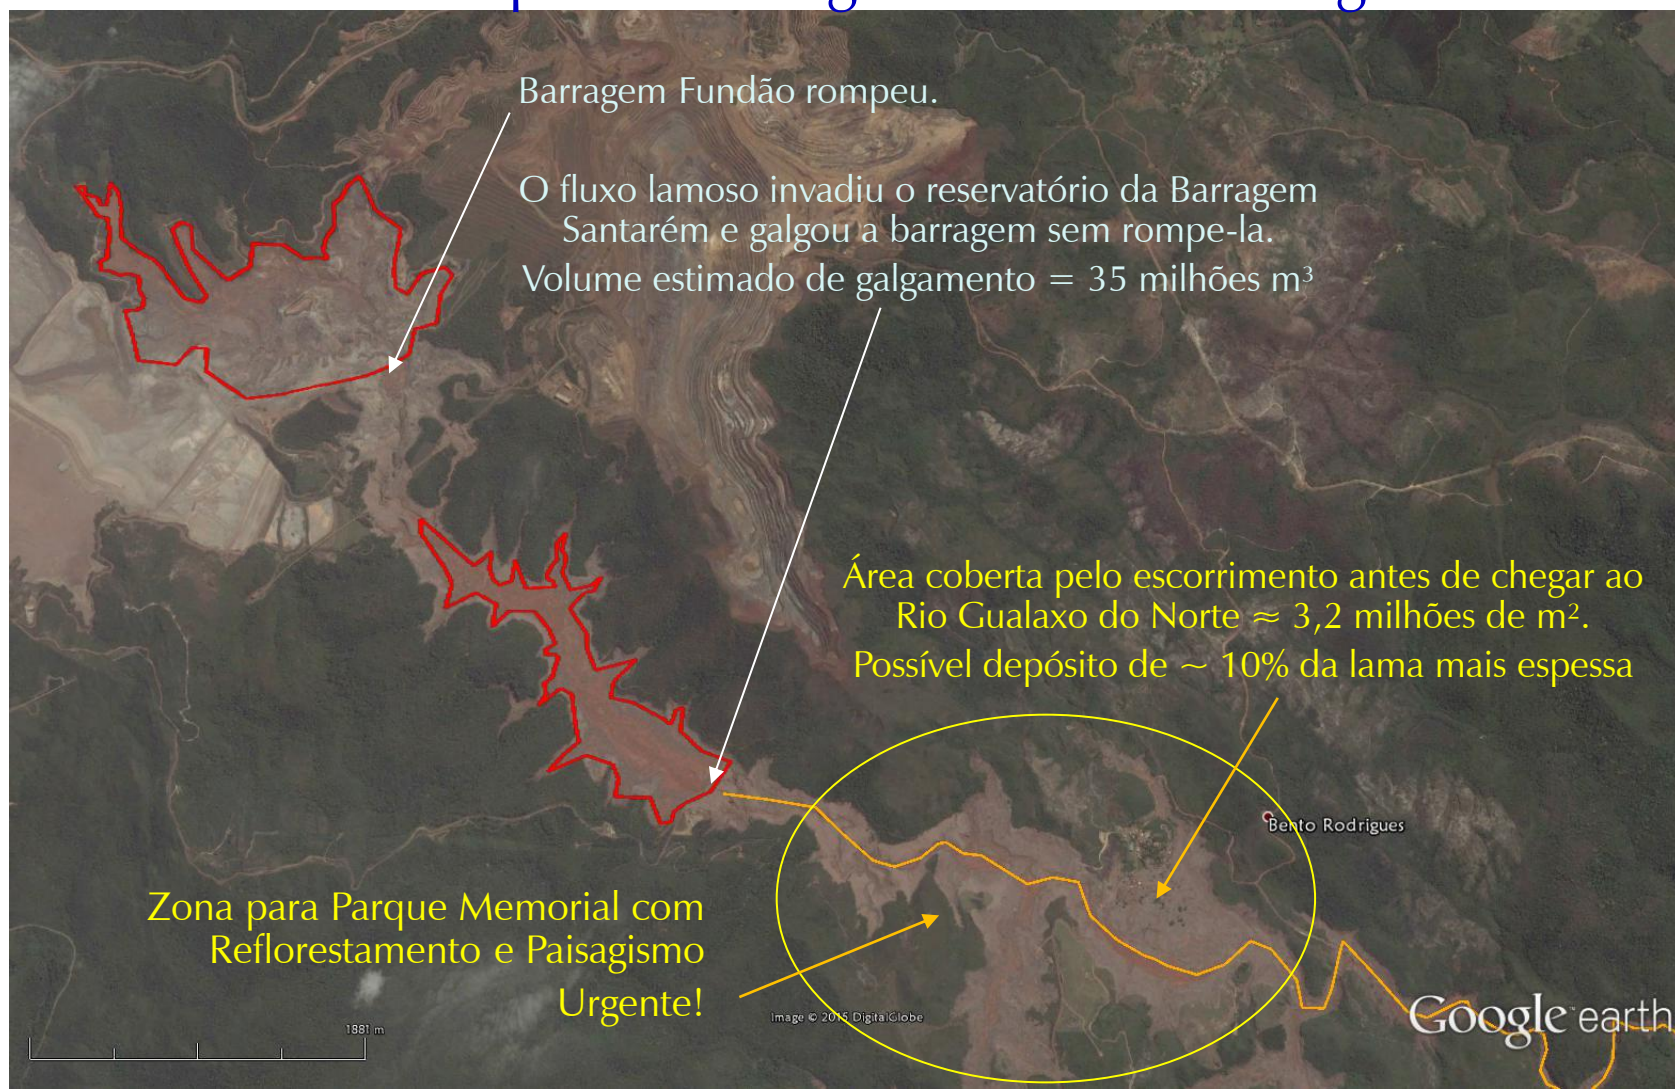 Barragem Fundão rompeu.
O fluxo lamoso invadiu o reservatório da Barragem
Santarém e galgou a barragem sem rompe-la.
Volume estimado de galgamento = 35 milhões m³
Área coberta pelo escorrimento antes de chegar ao
Rio Gualaxo do Norte ≈ 3,2 milhões de m².
Possível depósito de ~ 10% da lama mais espessa
Bento Rodrigues
Zona para Parque Memorial com
Reflorestamento e Paisagismo
Urgente!
Image © 2015 DigitalGlobe
Google earth
1881 m